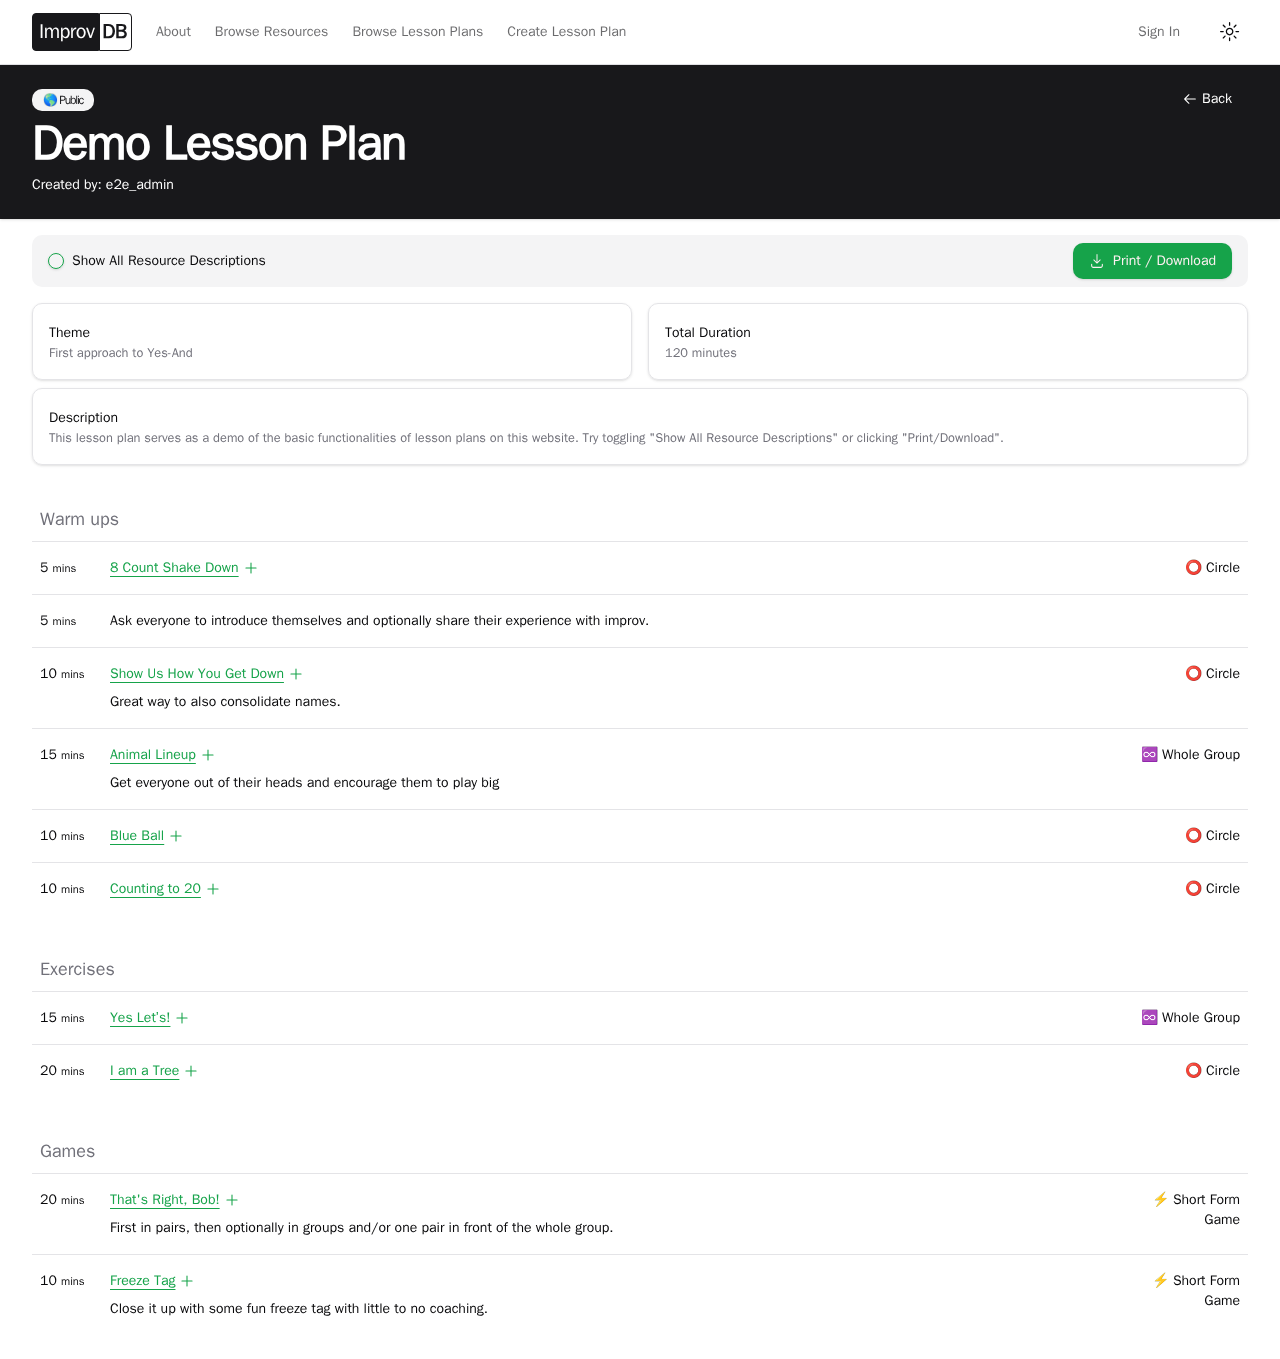 Improv DB About Browse Resources Browse Lesson Plans Create Lesson Plan Sign In
🌎 Public ← Back
Demo Lesson Plan
Created by: e2e_admin
Show All Resource Descriptions Print / Download
Theme
First approach to Yes-And
Total Duration
120 minutes
Description
This lesson plan serves as a demo of the basic functionalities of lesson plans on this website. Try toggling "Show All Resource Descriptions" or clicking "Print/Download".
Warm ups
5 mins 8 Count Shake Down + ⭕ Circle
5 mins Ask everyone to introduce themselves and optionally share their experience with improv.
10 mins Show Us How You Get Down + ⭕ Circle
Great way to also consolidate names.
15 mins Animal Lineup + ♾️ Whole Group
Get everyone out of their heads and encourage them to play big
10 mins Blue Ball + ⭕ Circle
10 mins Counting to 20 + ⭕ Circle
Exercises
15 mins Yes Let's! + ♾️ Whole Group
20 mins I am a Tree + ⭕ Circle
Games
20 mins That's Right, Bob! + ⚡ Short Form
Game
First in pairs, then optionally in groups and/or one pair in front of the whole group.
10 mins Freeze Tag + ⚡ Short Form
Game
Close it up with some fun freeze tag with little to no coaching.